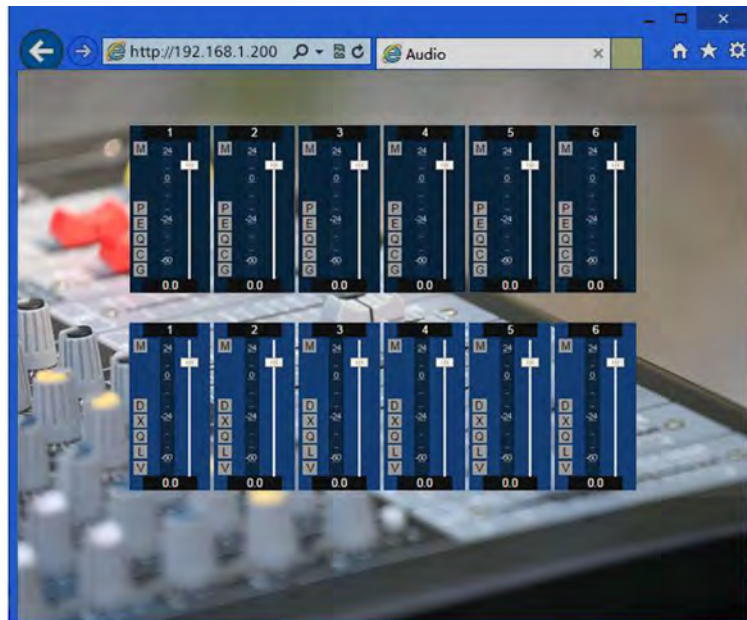 http://192.168.1.200
Audio
1 2 3 4 5 6
M 24 M 24 M 24 M 24 M 24 M 24
0 0 0 0 0 0
P P P P P P
E -24 E -24 E -24 E -24 E -24 E -24
Q Q Q Q Q Q
C -60 C -60 C -60 C -60 C -60 C -60
G G G G G G
0.0 0.0 0.0 0.0 0.0 0.0
1 2 3 4 5 6
M 24 M 24 M 24 M 24 M 24 M 24
0 0 0 0 0 0
D D D D D D
X -24 X -24 X -24 X -24 X -24 X -24
Q Q Q Q Q Q
L -60 L -60 L -60 L -60 L -60 L -60
V V V V V V
0.0 0.0 0.0 0.0 0.0 0.0